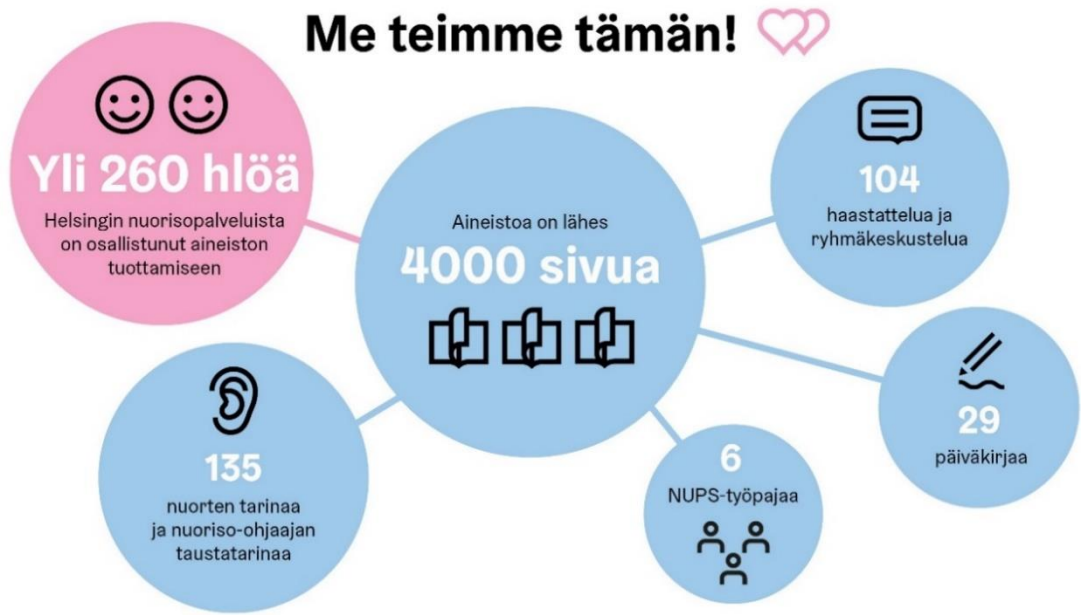 Me teimme tämän!
Yli 260 hlöä
Helsingin nuorisopalveluista
on osallistunut aineiston
tuottamiseen
Aineistoa on lähes
4000 sivua
104
haastattelua ja
ryhmäkeskustelua
29
päiväkirjaa
6
NUPS-työpajaa
135
nuorten tarinaa
ja nuoriso-ohjaajan
taustatarinaa